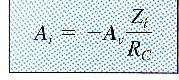 A_i = -A_v Z_i / R_C